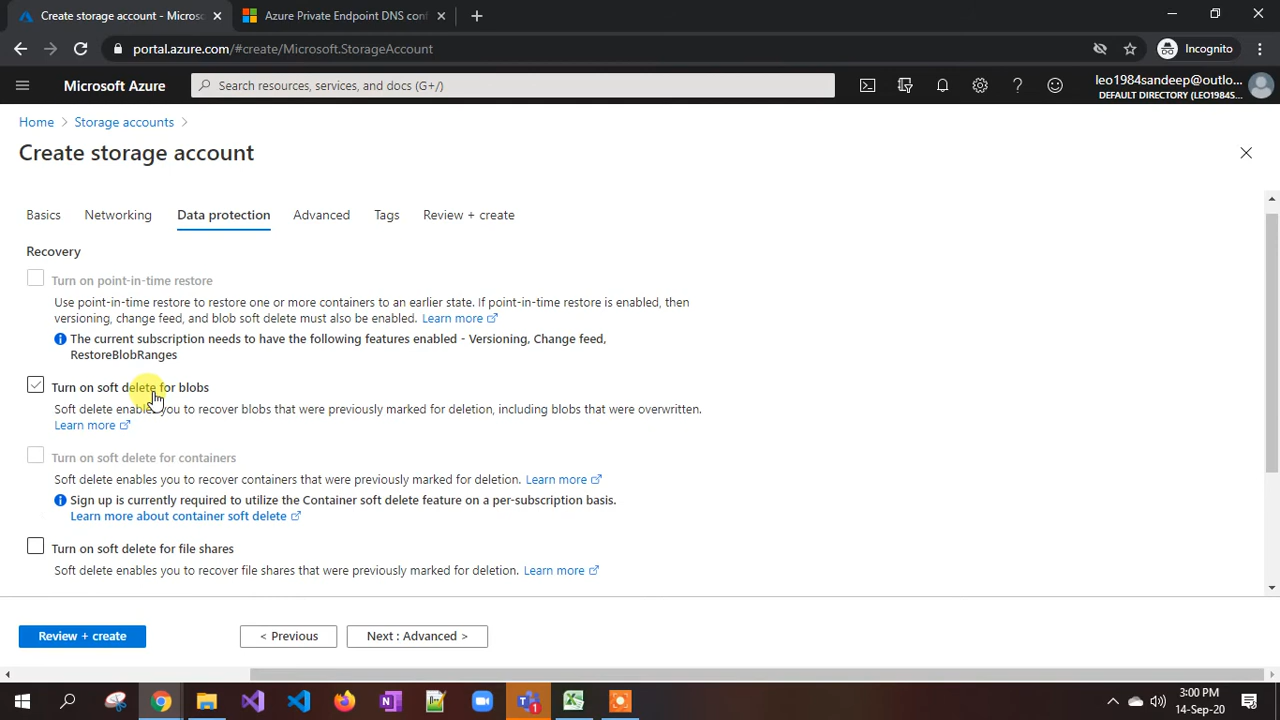 Create storage account - Microsc
Azure Private Endpoint DNS conf
portal.azure.com/#create/Microsoft.StorageAccount
Incognito
Microsoft Azure
Search resources, services, and docs (G+/)
leo1984sandeep@outlo...
DEFAULT DIRECTORY (LEO1984S...
Home > Storage accounts >
Create storage account
Basics Networking Data protection Advanced Tags Review + create
Recovery
Turn on point-in-time restore
Use point-in-time restore to restore one or more containers to an earlier state. If point-in-time restore is enabled, then
versioning, change feed, and blob soft delete must also be enabled. Learn more
The current subscription needs to have the following features enabled - Versioning, Change feed,
RestoreBlobRanges
Turn on soft delete for blobs
Soft delete enables you to recover blobs that were previously marked for deletion, including blobs that were overwritten.
Learn more
Turn on soft delete for containers
Soft delete enables you to recover containers that were previously marked for deletion. Learn more
Sign up is currently required to utilize the Container soft delete feature on a per-subscription basis.
Learn more about container soft delete
Turn on soft delete for file shares
Soft delete enables you to recover file shares that were previously marked for deletion. Learn more
Review + create
< Previous
Next : Advanced >
1
3:00 PM
14-Sep-20